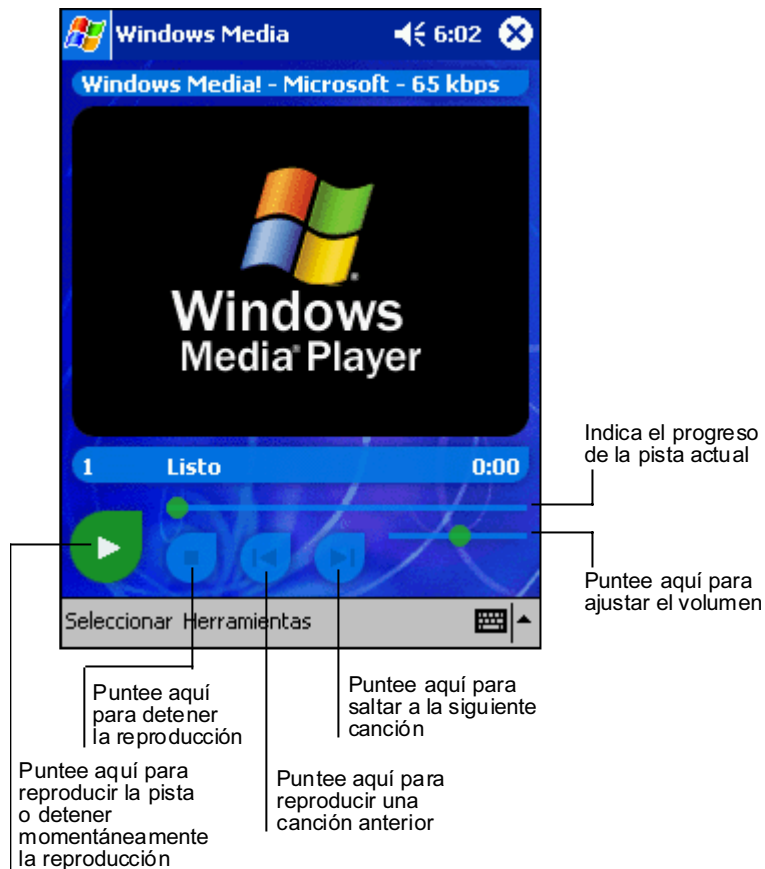 Windows Media 6:02
Windows Media! - Microsoft - 65 kbps
Windows
Media Player
1 Listo 0:00
Indica el progreso
de la pista actual
Puntee aquí para
ajustar el volumen
Seleccionar Herramientas
Puntee aquí
para detener
la reproducción
Puntee aquí para
saltar a la siguiente
canción
Puntee aquí para
reproducir la pista
o detener
momentáneamente
la reproducción
Puntee aquí para
reproducir una
canción anterior